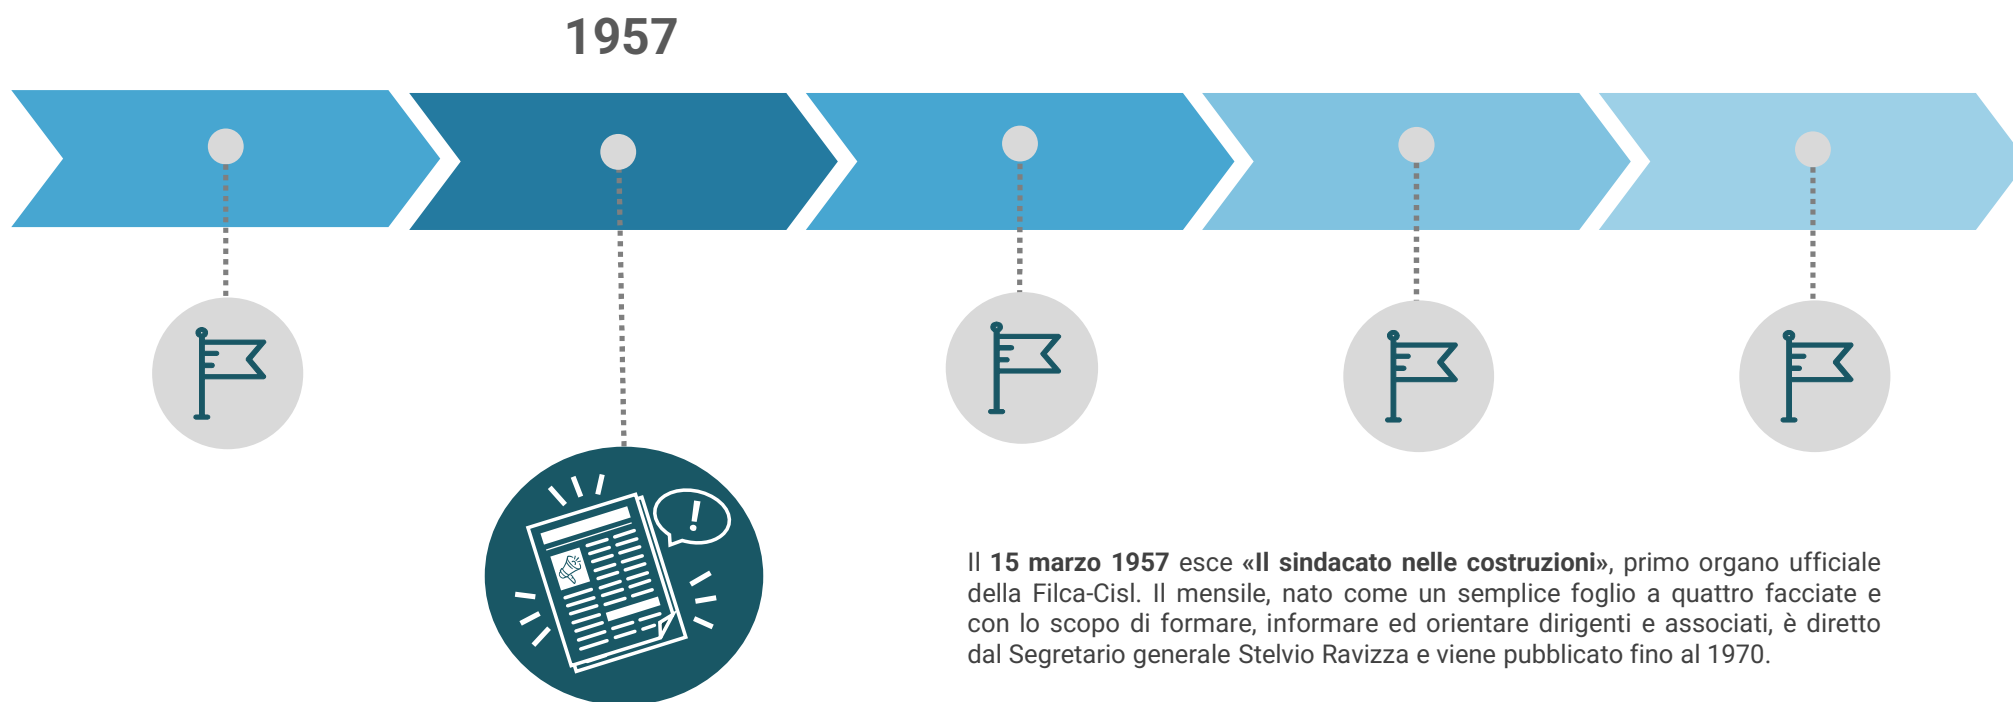 1957
Il 15 marzo 1957 esce «Il sindacato nelle costruzioni», primo organo ufficiale
della Filca-Cisl. Il mensile, nato come un semplice foglio a quattro facciate e
con lo scopo di formare, informare ed orientare dirigenti e associati, è diretto
dal Segretario generale Stelvio Ravizza e viene pubblicato fino al 1970.